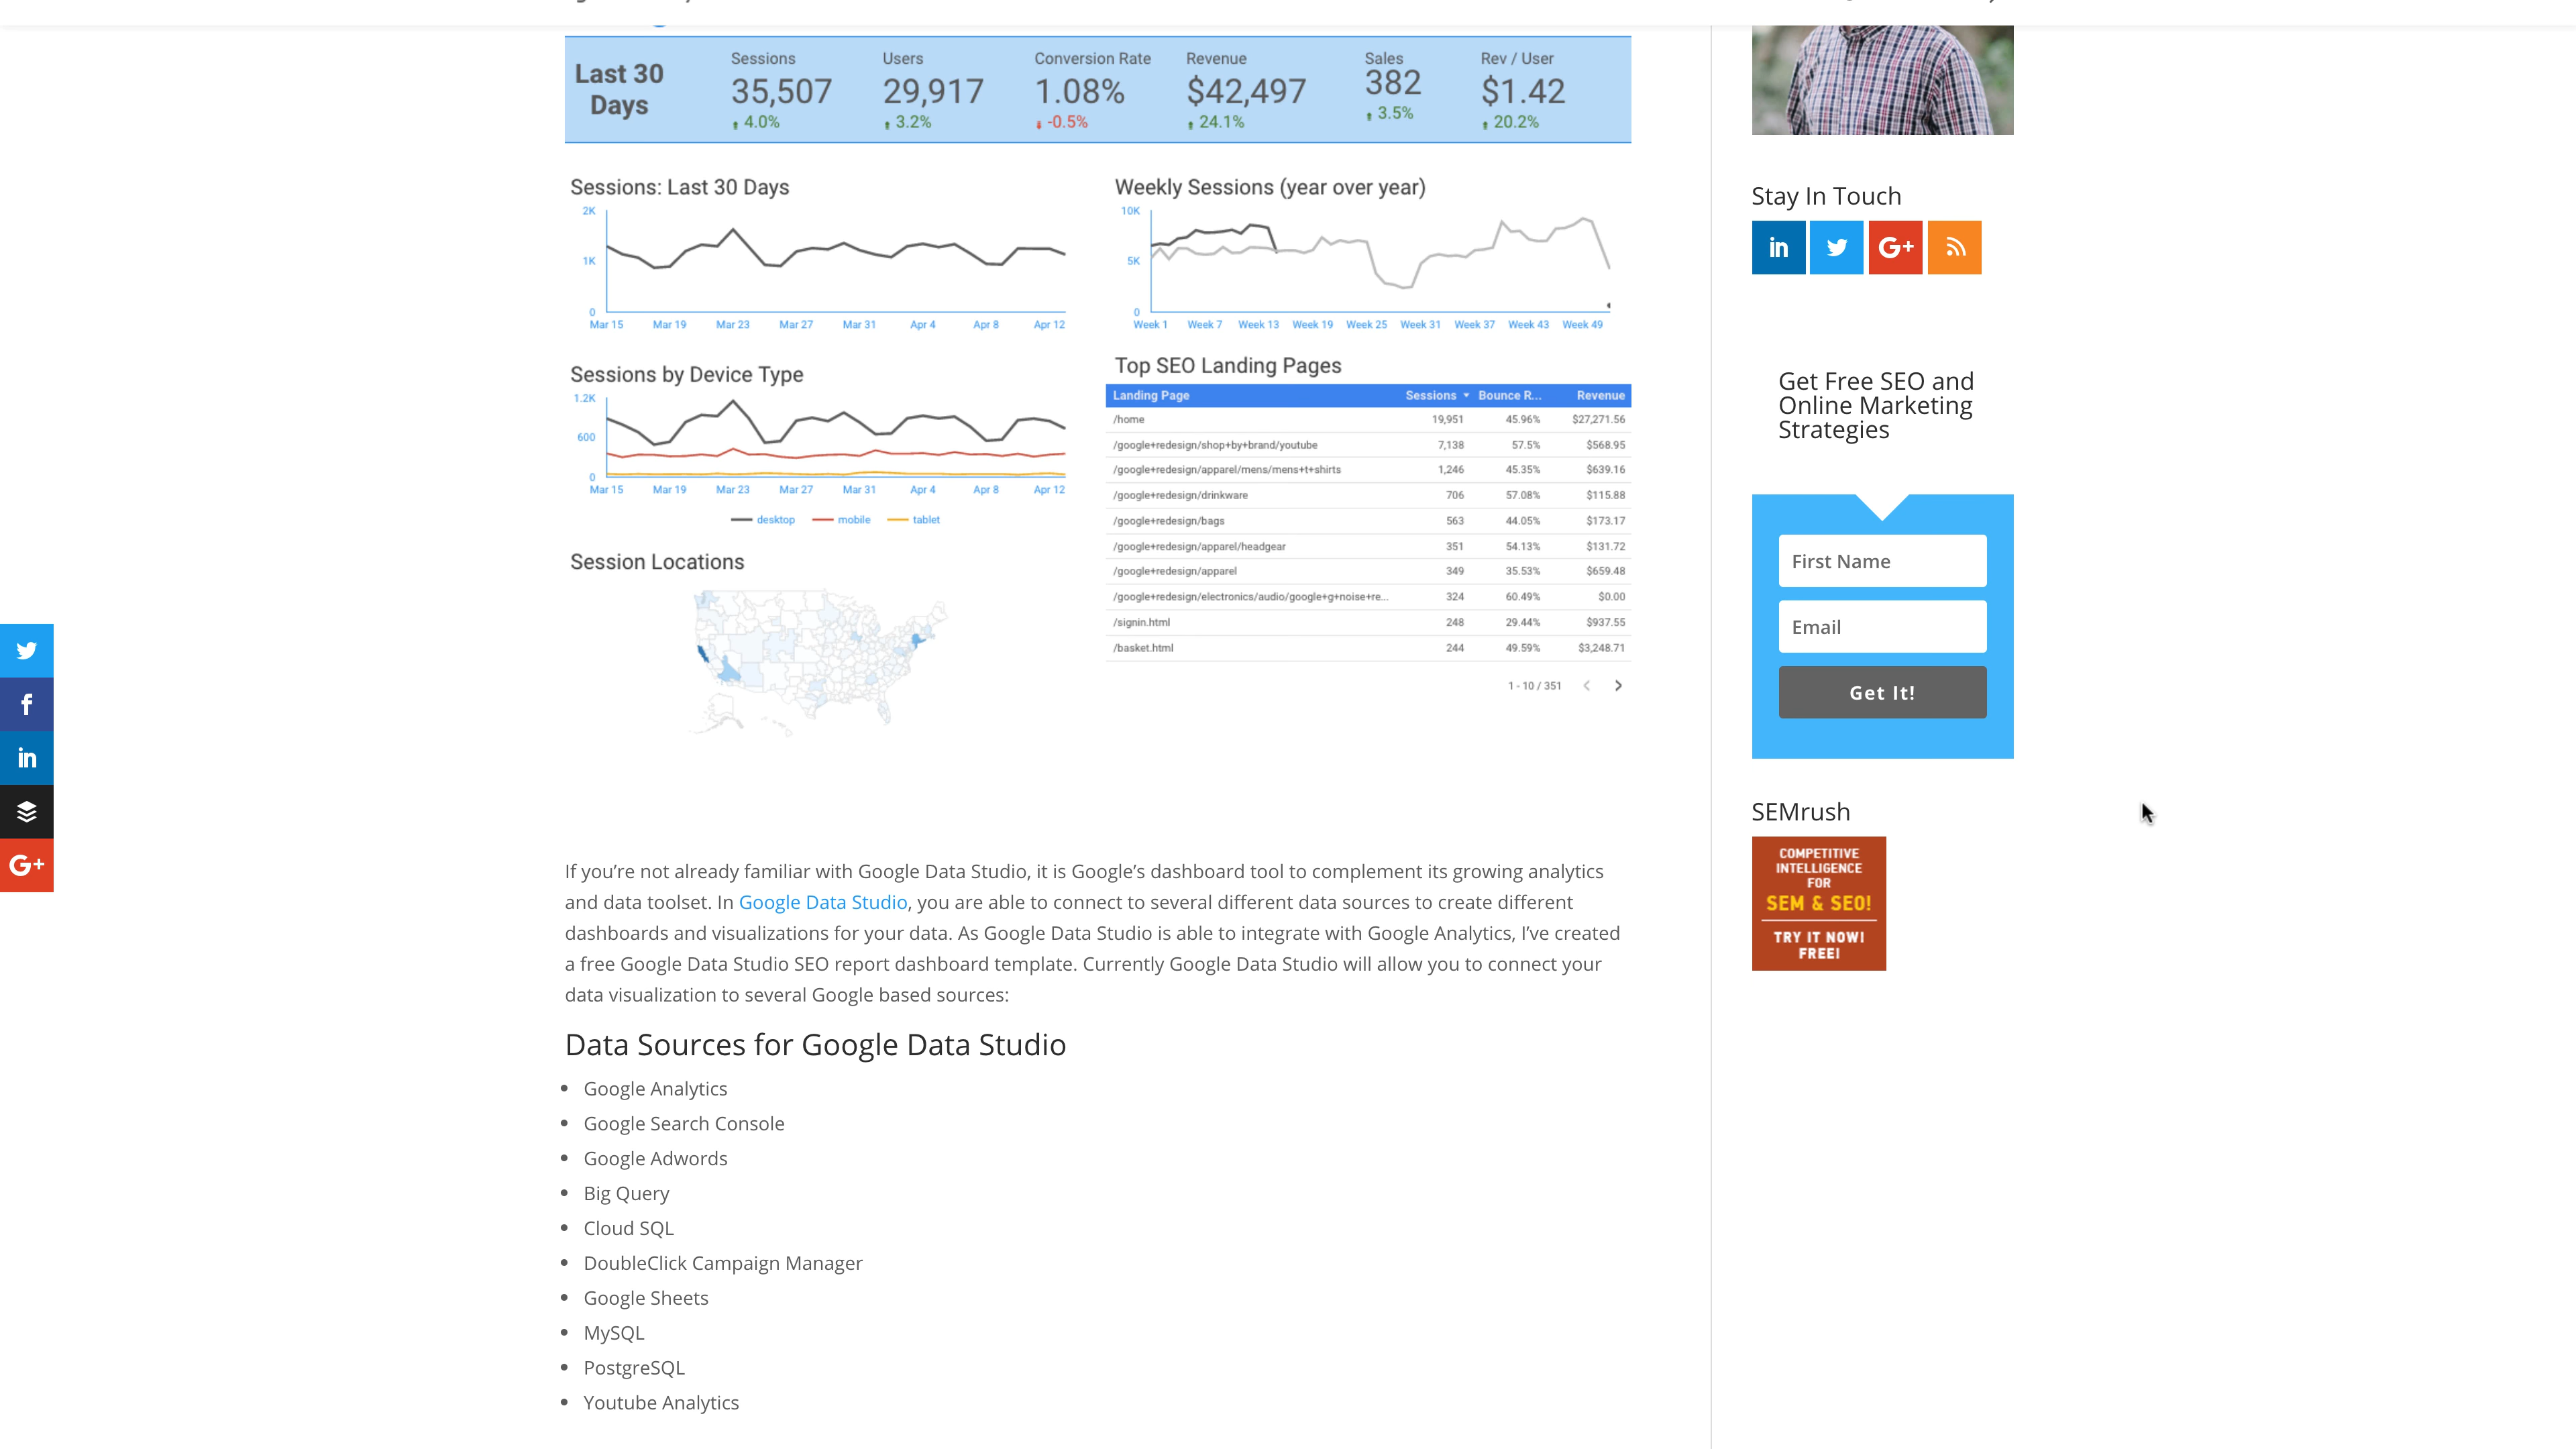 Last 30
Days
Sessions
35,507
4.0%
Users
29,917
3.2%
Conversion Rate
1.08%
-0.5%
Revenue
$42,497
24.1%
Sales
382
3.5%
Rev / User
$1.42
20.2%
Sessions: Last 30 Days
2K
1K
0
Mar 15 Mar 19 Mar 23 Mar 27 Mar 31 Apr 4 Apr 8 Apr 12
Weekly Sessions (year over year)
10K
5K
0
Week 1 Week 7 Week 13 Week 19 Week 25 Week 31 Week 37 Week 43 Week 49
Sessions by Device Type
1.2K
600
0
Mar 15 Mar 19 Mar 23 Mar 27 Mar 31 Apr 4 Apr 8 Apr 12
desktop mobile tablet
Session Locations
Top SEO Landing Pages
Landing Page Sessions Bounce R... Revenue
/home 19,951 45.96% $27,271.56
/google+redesign/shop+by+brand/youtube 7,138 57.5% $568.95
/google+redesign/apparel/mens/mens+t+shirts 1,246 45.35% $639.16
/google+redesign/drinkware 706 57.08% $115.88
/google+redesign/bags 563 44.05% $173.17
/google+redesign/apparel/headgear 351 54.13% $131.72
/google+redesign/apparel 349 35.53% $659.48
/google+redesign/electronics/audio/google+g+noise+re... 324 60.49% $0.00
/signin.html 248 29.44% $937.55
/basket.html 244 49.59% $3,248.71
1 - 10 / 351
If you’re not already familiar with Google Data Studio, it is Google’s dashboard tool to complement its growing analytics
and data toolset. In Google Data Studio, you are able to connect to several different data sources to create different
dashboards and visualizations for your data. As Google Data Studio is able to integrate with Google Analytics, I’ve created
a free Google Data Studio SEO report dashboard template. Currently Google Data Studio will allow you to connect your
data visualization to several Google based sources:
Data Sources for Google Data Studio
Google Analytics
Google Search Console
Google Adwords
Big Query
Cloud SQL
DoubleClick Campaign Manager
Google Sheets
MySQL
PostgreSQL
Youtube Analytics
Stay In Touch
in
G+
Get Free SEO and
Online Marketing
Strategies
First Name
Email
Get It!
SEMrush
COMPETITIVE
INTELLIGENCE
FOR
SEM & SEO!
TRY IT NOW!
FREE!
f
in
G+